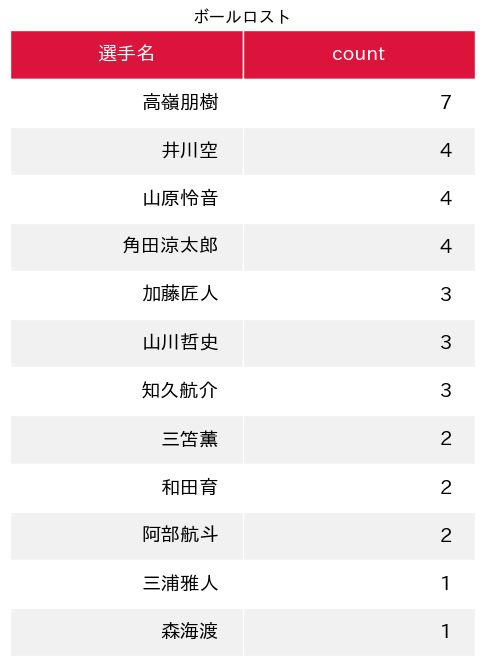 ボールロスト
選手名 count
高嶺朋樹 7
井川空 4
山原怜音 4
角田涼太郎 4
加藤匠人 3
山川哲史 3
知久航介 3
三笘薫 2
和田育 2
阿部航斗 2
三浦雅人 1
森海渡 1